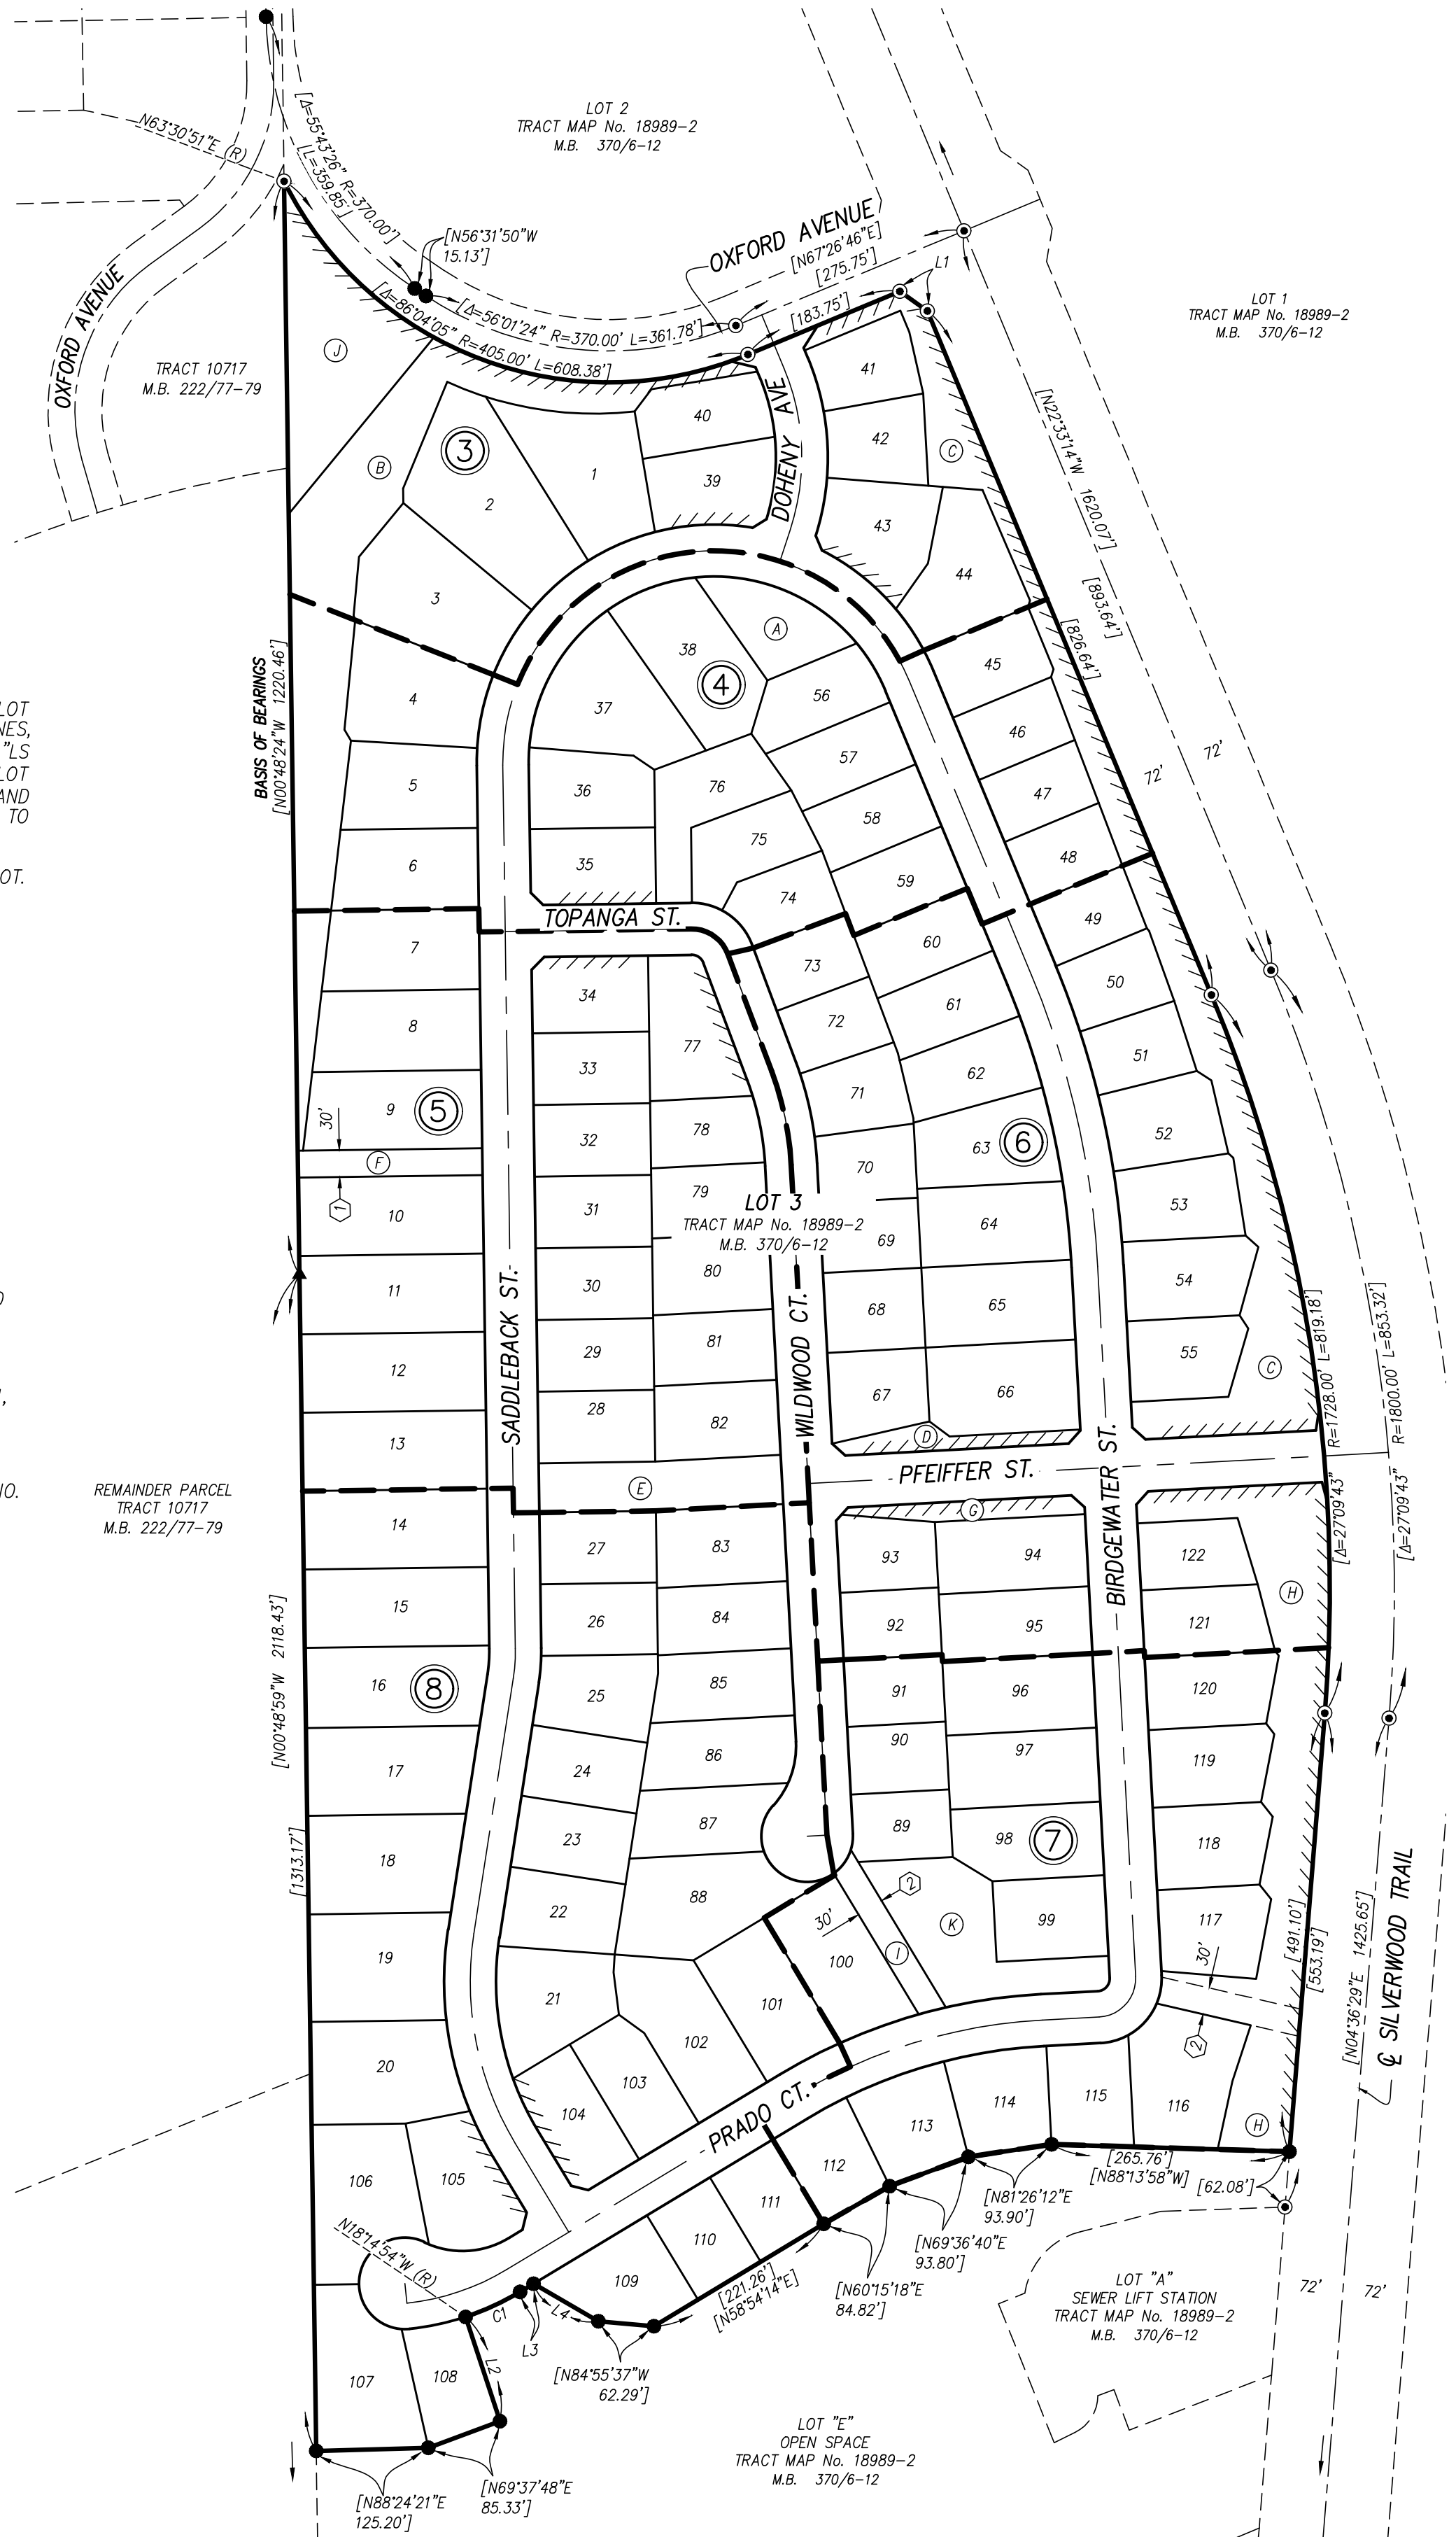 LOT 2
TRACT MAP No. 18989-2
M.B. 370/6-12
N63°30'51"E (R)
[Δ=55°43'26" R=370.00'
[L=359.85']
[N56°31'50"W
15.13']
OXFORD AVENUE
[N67°26'46"E]
[275.75']
L1
[183.75']
[Δ=56°01'24" R=370.00' L=361.78']
[Δ=86°04'05" R=405.00' L=608.38']
LOT 1
TRACT MAP No. 18989-2
M.B. 370/6-12
OXFORD AVENUE
TRACT 10717
M.B. 222/77-79
J
B
3
2
1
40
39
DOHENY AVE
41
42
C
43
44
[N22°33'14"W 1620.07']
[893.64']
[826.64']
3
A
38
4
45
4
37
56
46
57
BASIS OF BEARINGS
[N00°48'24"W 1220.46']
LOT
NES,
"LS
LOT
AND
TO
OT.
72'
72'
5
36
76
58
47
75
6
35
59
48
74
TOPANGA ST.
7
34
73
60
49
8
33
77
72
61
50
9
5
30'
32
78
71
62
51
F
70
63
6
52
1
10
31
79
LOT 3
TRACT MAP No. 18989-2
M.B. 370/6-12
69
64
53
11
30
80
68
65
54
SADDLEBACK ST.
WILDWOOD CT.
12
29
81
67
66
55
C
R=1728.00' L=819.18']
R=1800.00' L=853.32']
13
28
82
D
PFEIFFER ST.
BIRDGEWATER ST.
[Δ=27°09'43"
[Δ=27°09'43"
,
IO.
REMAINDER PARCEL
TRACT 10717
M.B. 222/77-79
E
G
14
27
83
93
94
122
H
15
26
84
92
95
121
[N00°48'59"W 2118.43']
16
8
25
85
91
96
120
17
24
86
90
97
119
[1313.17']
18
23
87
89
98
7
118
22
88
2
19
30'
K
99
117
I
100
30'
[491.10']
[553.19']
[N04°36'29"E 1425.65']
℄ SILVERWOOD TRAIL
21
101
102
2
20
103
104
PRADO CT.
113
114
115
116
H
106
105
112
[265.76']
[N88°13'58"W]
[62.08']
111
[N81°26'12"E
93.90']
N18°14'54"W (R)
110
[N69°36'40"E
93.80']
109
[221.26']
[N58°54'14"E]
[N60°15'18"E
84.82']
LOT "A"
SEWER LIFT STATION
TRACT MAP No. 18989-2
M.B. 370/6-12
72'
72'
C1
L4
L3
L2
[N84°55'37"W
62.29']
107
108
LOT "E"
OPEN SPACE
TRACT MAP No. 18989-2
M.B. 370/6-12
[N69°37'48"E
85.33']
[N88°24'21"E
125.20']